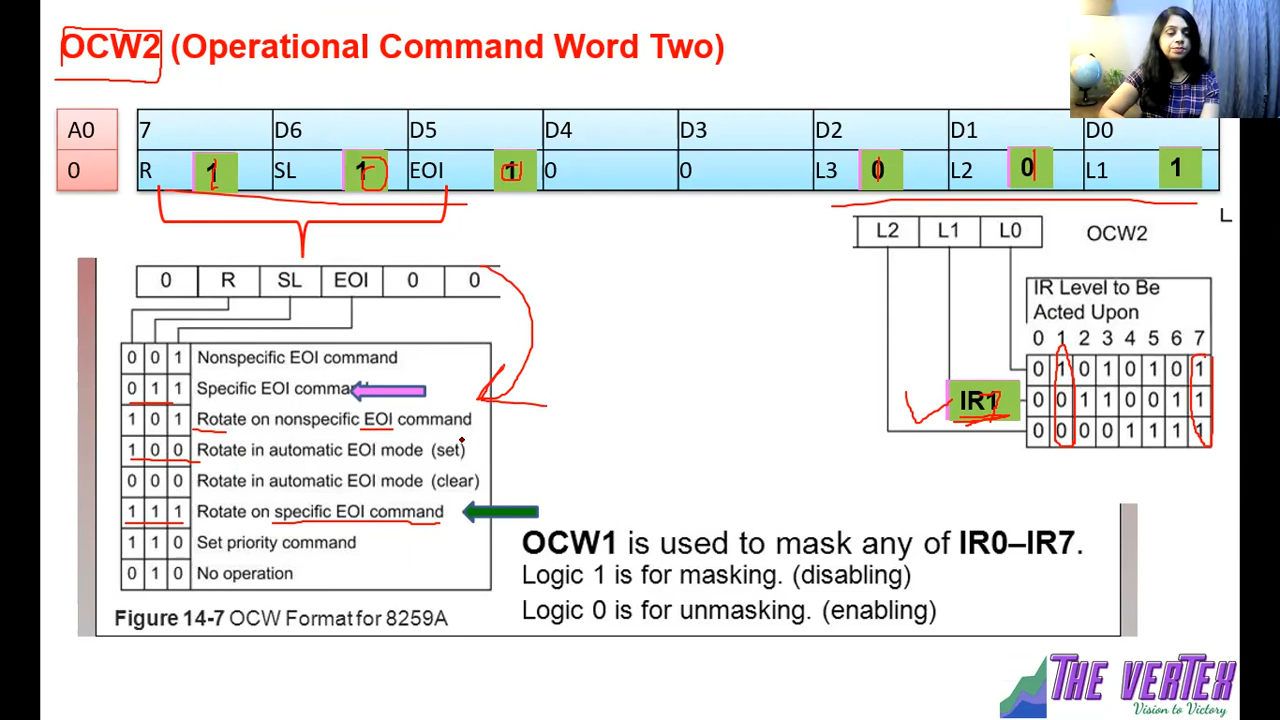 OCW2 (Operational Command Word Two)
A0 7 D6 D5 D4 D3 D2 D1 D0
0 R 1 SL 1 EOI 1 0 0 L3 0 L2 0 L1 1
L2 L1 L0 OCW2
L
0 R SL EOI 0 0
IR Level to Be
Acted Upon
0 1 2 3 4 5 6 7
0 1 0 1 0 1 0 1
IR1 0 0 1 1 0 0 1 1
0 0 0 0 1 1 1 1
0 0 1 Nonspecific EOI command
0 1 1 Specific EOI command
1 0 1 Rotate on nonspecific EOI command
1 0 0 Rotate in automatic EOI mode (set)
0 0 0 Rotate in automatic EOI mode (clear)
1 1 1 Rotate on specific EOI command
1 1 0 Set priority command
0 1 0 No operation
Figure 14-7 OCW Format for 8259A
OCW1 is used to mask any of IR0–IR7.
Logic 1 is for masking. (disabling)
Logic 0 is for unmasking. (enabling)
THE VERTEX
Vision to Victory